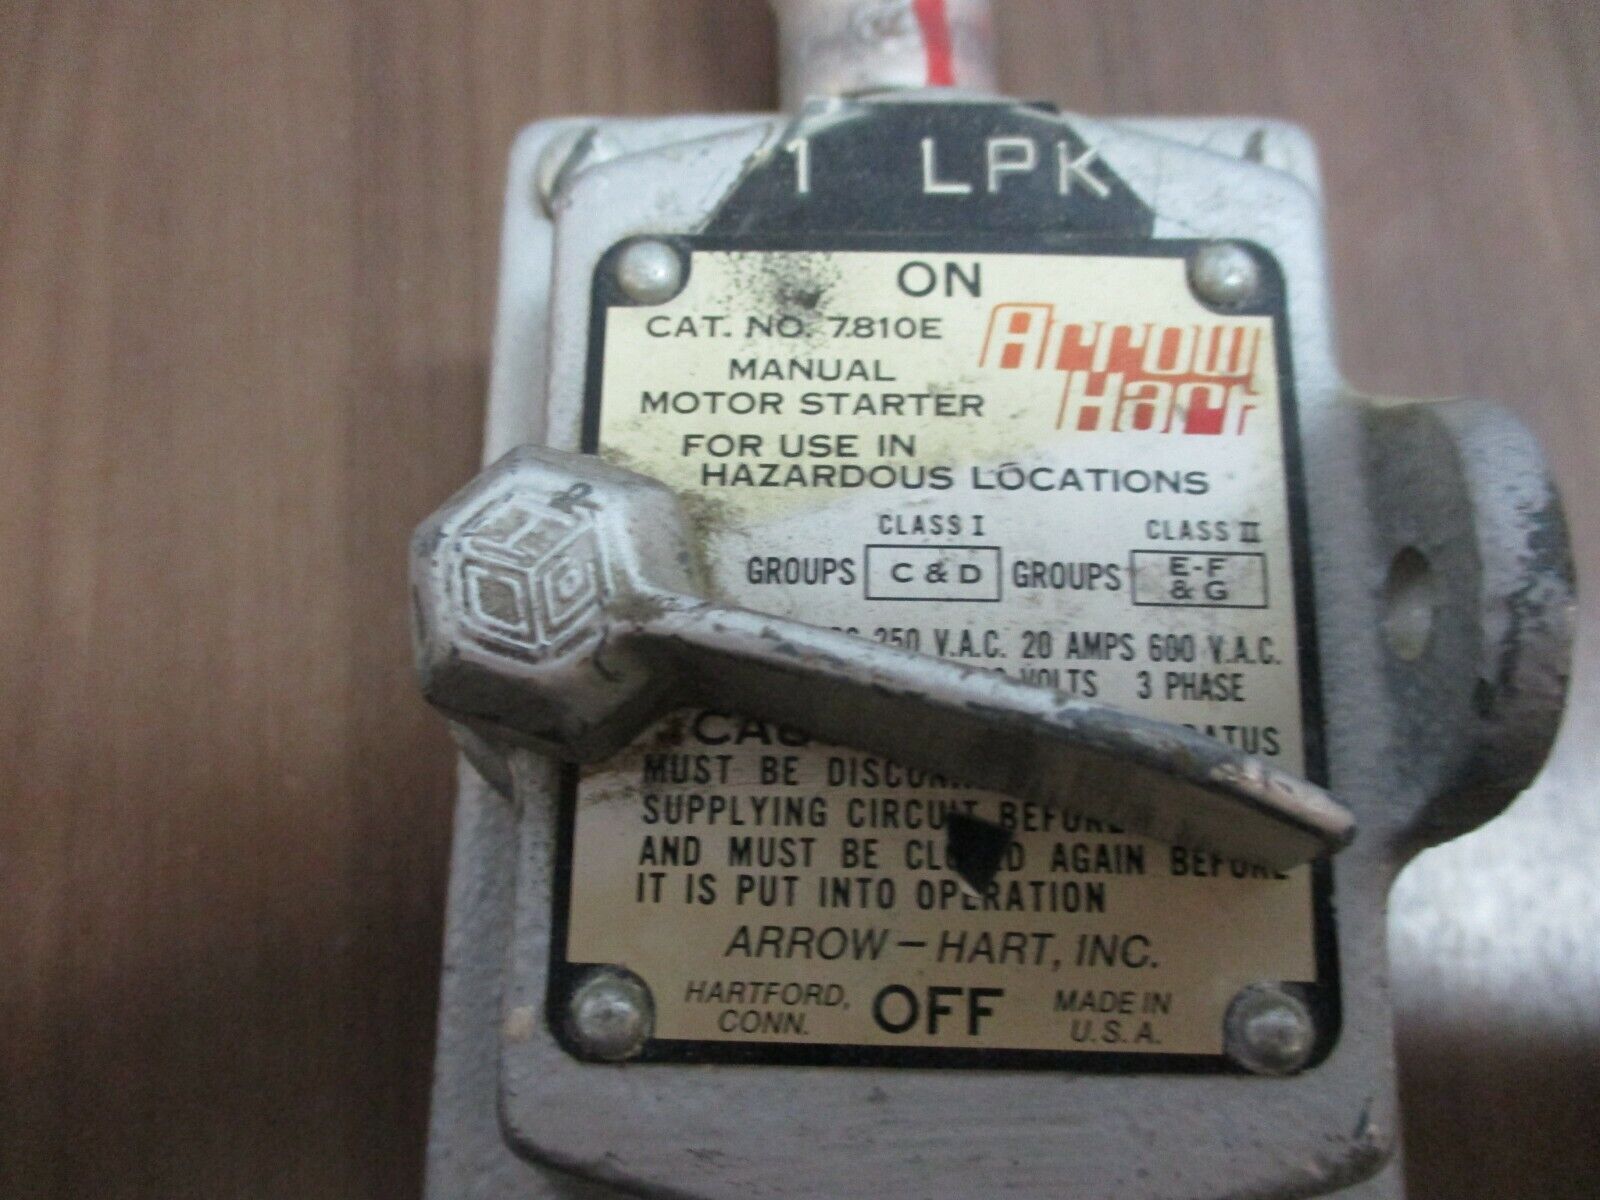 1 LPK
ON
CAT. NO. 7810E
Arrow
Hart
MANUAL
MOTOR STARTER
FOR USE IN
HAZARDOUS LOCATIONS
CLASS I CLASS II
GROUPS C & D GROUPS E-F
& G
250 V.A.C. 20 AMPS 600 V.A.C.
VOLTS 3 PHASE
MUST BE
SUPPLYING CIRCUIT BEFORE
AND MUST BE AGAIN BEFORE
IT IS PUT INTO OPERATION
ARROW-HART, INC.
HARTFORD,
CONN.
OFF
MADE IN
U.S.A.